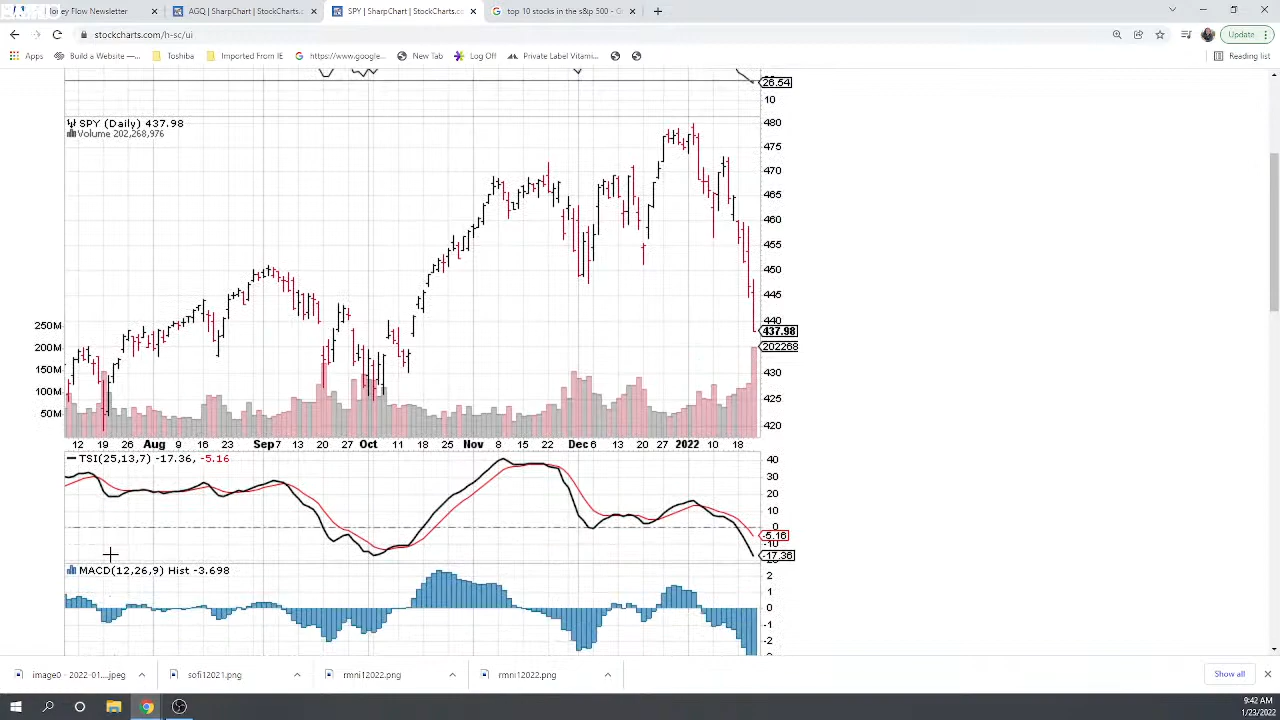 ley Flow Newsletter
AGQ | SharpChart | StockCharts.c
SPY | SharpChart | StockCharts.co
top 10 stocks in the s&p 500 - G
stockcharts.com/h-sc/ui
Update
Apps
Build a Website —...
Toshiba
Imported From IE
https://www.google...
New Tab
Log Off
Private Label Vitamin...
Reading list
26.54
10
SPY (Daily) 437.98
Volume 202,268,976
480
475
470
465
460
455
450
445
440
437.98
202268
430
425
420
250M
200M
150M
100M
50M
12 19 26 Aug 9 16 23 Sep 7 13 20 27 Oct 11 18 25 Nov 8 15 22 Dec 6 13 20 27 2022 10 18
TSI(25,13,7) -17.36, -5.16
40
30
20
10
0
-5.16
-10
-17.36
MACD(12,26,9) Hist -3.698
2
1
0
-1
-2
sofi12021.png
rmni12022.png
rmni12022.png
Show all
9:42 AM
1/23/2022